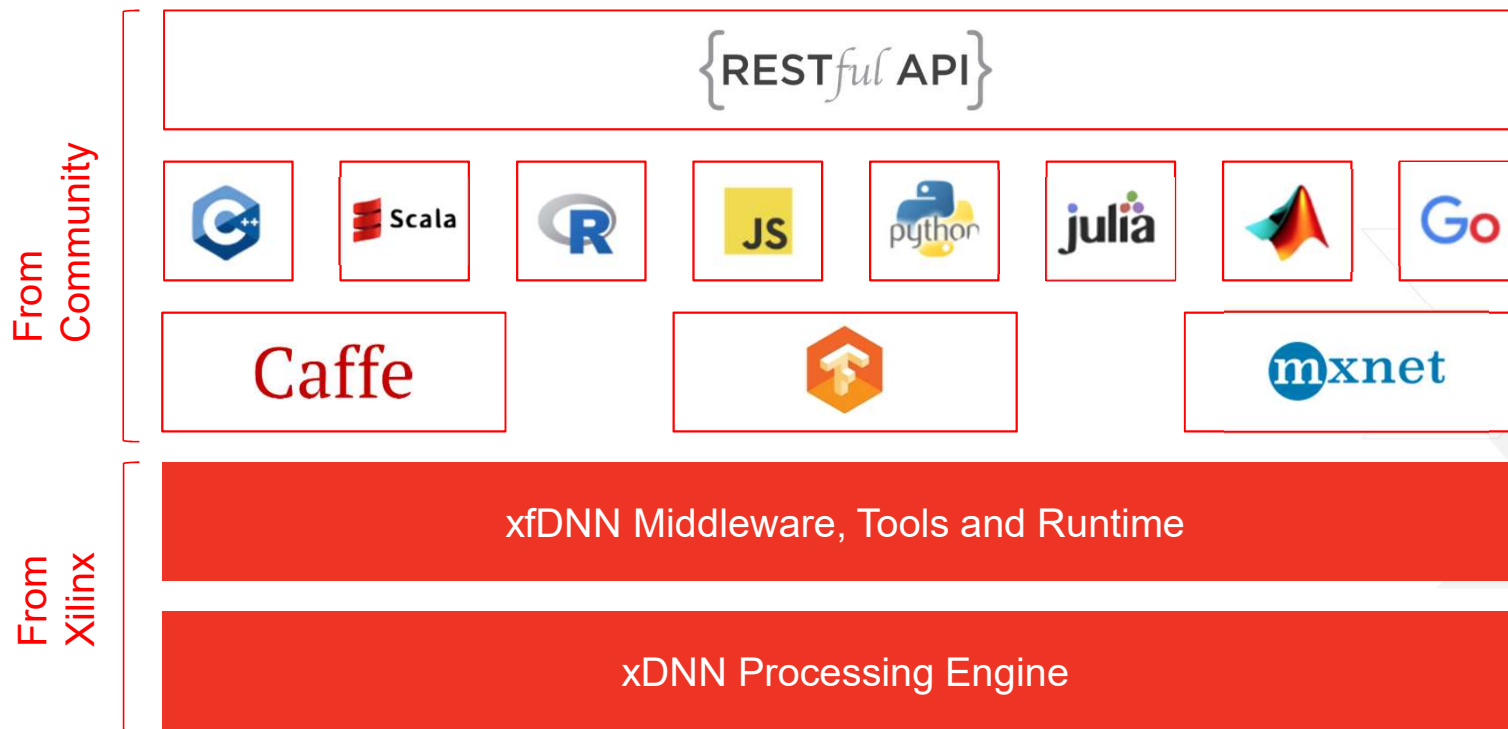 {RESTful API}
From
Community
C++
Scala
R
JS
python
julia
Go
Caffe
TF
mxnet
From
Xilinx
xfDNN Middleware, Tools and Runtime
xDNN Processing Engine